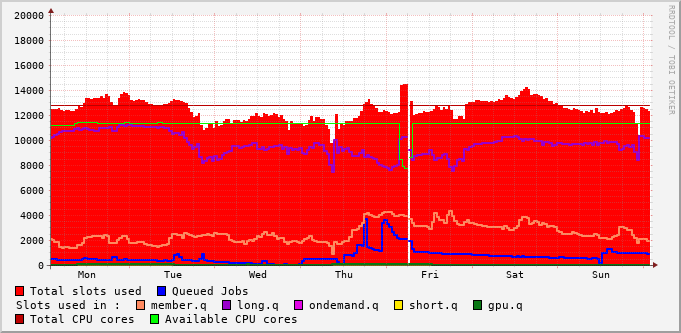 20000
18000
16000
14000
12000
10000
8000
6000
4000
2000
0
Mon Tue Wed Thu Fri Sat Sun
RRDTOOL / TOBI OETIKER
Total slots used Queued Jobs
Slots used in : member.q long.q ondemand.q short.q gpu.q
Total CPU cores Available CPU cores